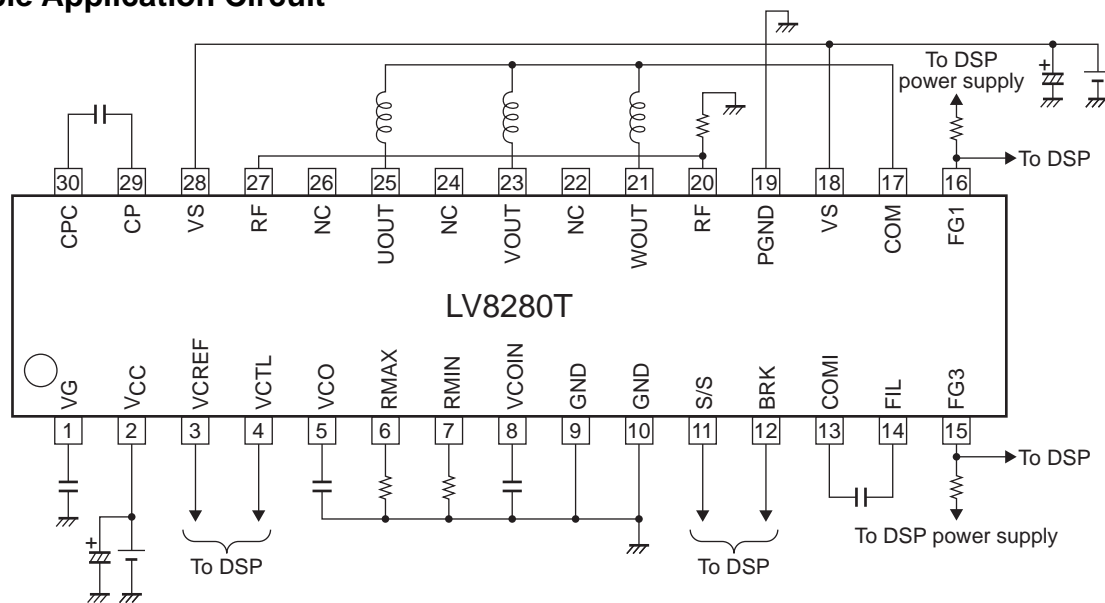 ple Application Circuit
To DSP
power supply
To DSP
30 29 28 27 26 25 24 23 22 21 20 19 18 17 16
CPC CP VS RF NC UOUT NC VOUT NC WOUT RF PGND VS COM FG1
LV8280T
VG VCC VCREF VCTL VCO RMAX RMIN VCOIN GND GND S/S BRK COMI FIL FG3
1 2 3 4 5 6 7 8 9 10 11 12 13 14 15
+
To DSP
To DSP power supply
+
To DSP
To DSP